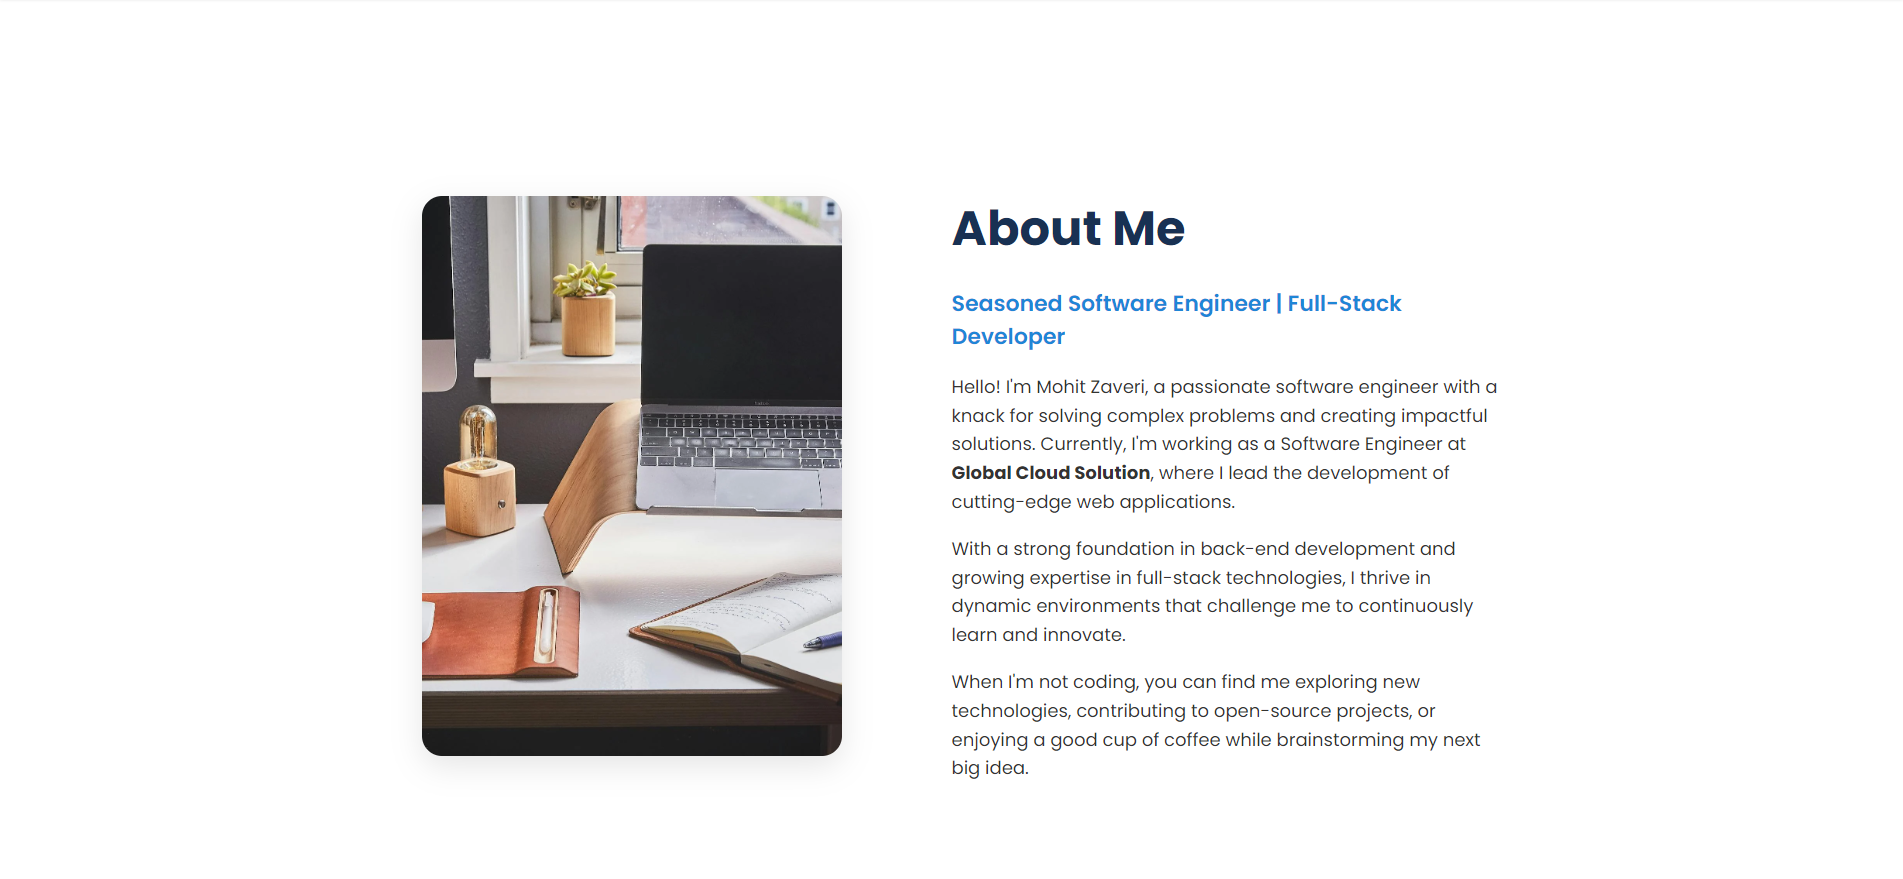 About Me
Seasoned Software Engineer | Full-Stack
Developer
Hello! I'm Mohit Zaveri, a passionate software engineer with a
knack for solving complex problems and creating impactful
solutions. Currently, I'm working as a Software Engineer at
Global Cloud Solution, where I lead the development of
cutting-edge web applications.
With a strong foundation in back-end development and
growing expertise in full-stack technologies, I thrive in
dynamic environments that challenge me to continuously
learn and innovate.
When I'm not coding, you can find me exploring new
technologies, contributing to open-source projects, or
enjoying a good cup of coffee while brainstorming my next
big idea.